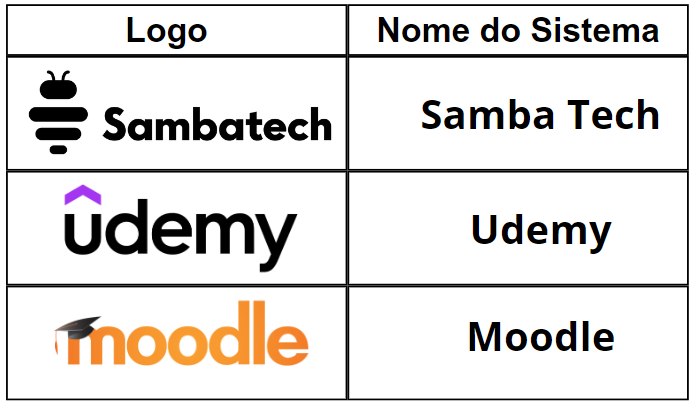 Logo Nome do Sistema
Sambatech Samba Tech
udemy Udemy
moodle Moodle